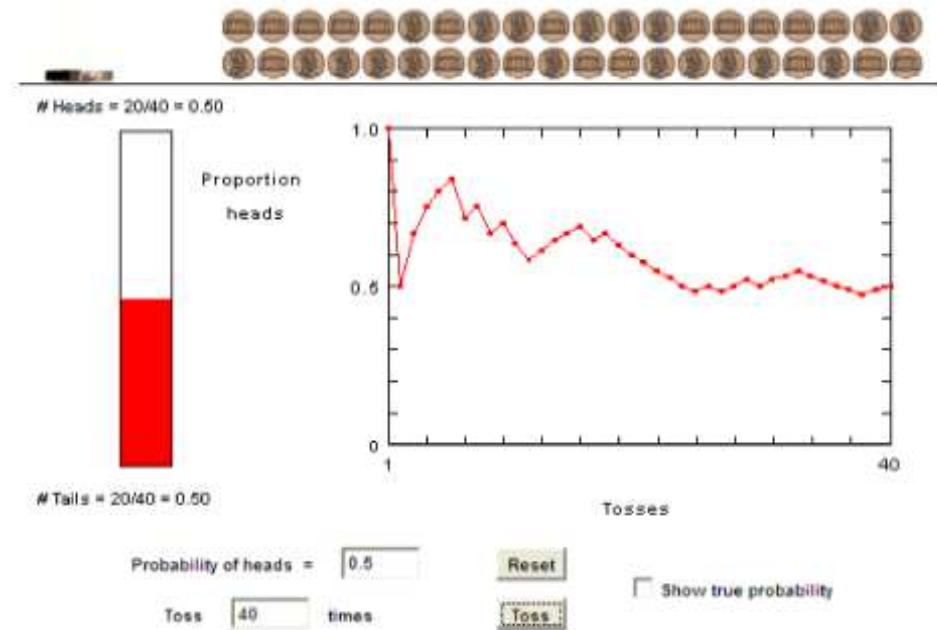 # Heads = 20/40 = 0.50
Proportion
heads
1.0
0.5
0
1
40
Tosses
# Tails = 20/40 = 0.50
Probability of heads = 0.5
Reset
Show true probability
Toss 40 times
Toss